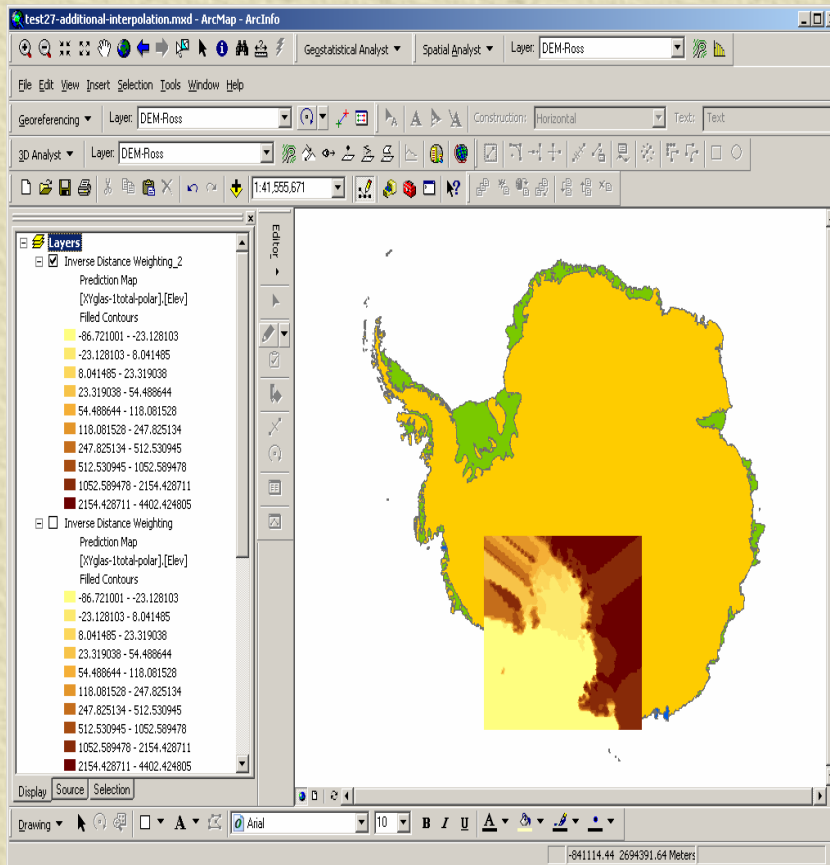 test27-additional-interpolation.mxd - ArcMap - ArcInfo
Geostatistical Analyst Spatial Analyst Layer: DEM-Ross
File Edit View Insert Selection Tools Window Help
Georeferencing Layer: DEM-Ross Construction: Horizontal Text: Text
3D Analyst Layer: DEM-Ross
1:41,555,671
Editor
Layers
Inverse Distance Weighting_2
Prediction Map
[XYglas-1total-polar].[Elev]
Filled Contours
-86.721001 - -23.128103
-23.128103 - 8.041485
8.041485 - 23.319038
23.319038 - 54.488644
54.488644 - 118.081528
118.081528 - 247.825134
247.825134 - 512.530945
512.530945 - 1052.589478
1052.589478 - 2154.428711
2154.428711 - 4402.424805
Inverse Distance Weighting
Prediction Map
[XYglas-1total-polar].[Elev]
Filled Contours
-86.721001 - -23.128103
-23.128103 - 8.041485
8.041485 - 23.319038
23.319038 - 54.488644
54.488644 - 118.081528
118.081528 - 247.825134
247.825134 - 512.530945
512.530945 - 1052.589478
1052.589478 - 2154.428711
2154.428711 - 4402.424805
Display Source Selection
Drawing A Arial 10 B I U A
-841114.44 2694391.64 Meters